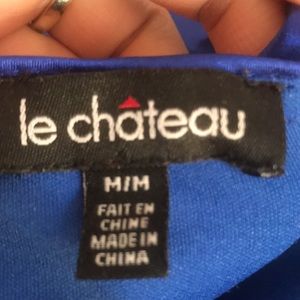 le château
M/M
FAIT EN
CHINE
MADE IN
CHINA